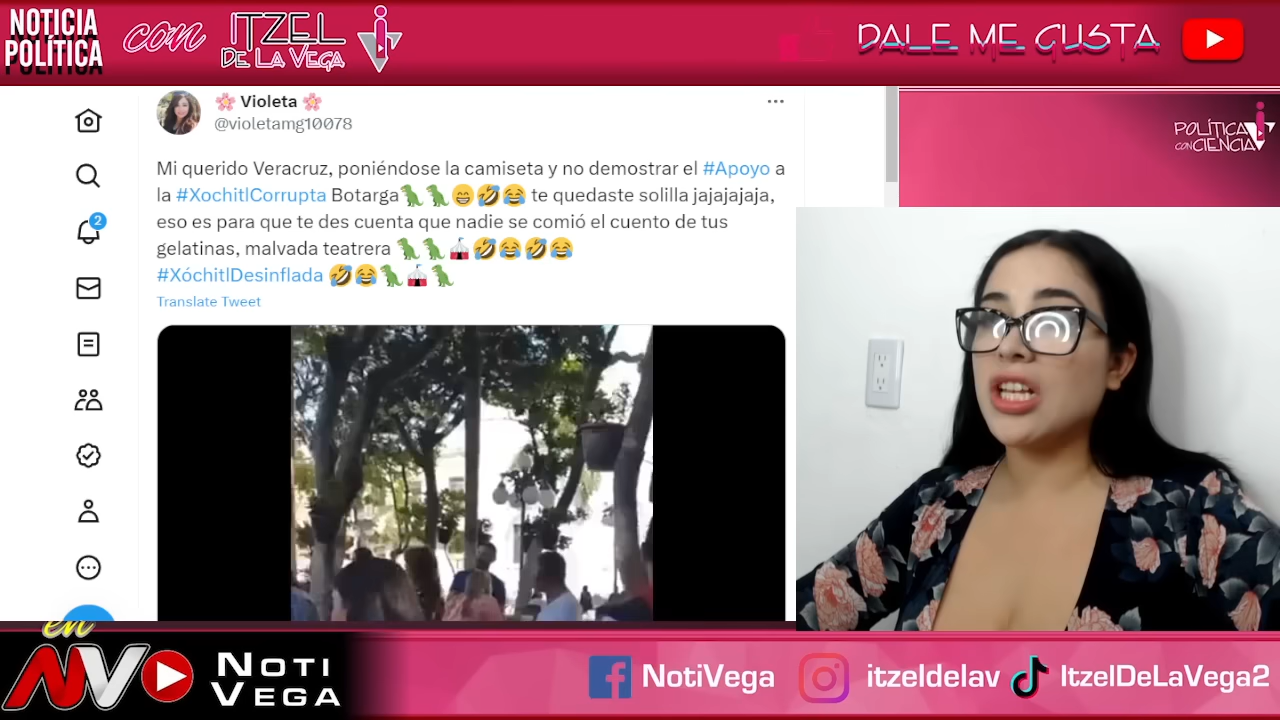 NOTICIA
POLÍTICA
con
ITZEL
DE LA VEGA
DALE ME GUSTA
🌸 Violeta 🌸
@violetamg10078
2
POLÍTICA
CON CIENCIA
Mi querido Veracruz, poniéndose la camiseta y no demostrar el #Apoyo a
la #XochitlCorrupta Botarga🦖🦖😁🤣😂 te quedaste solilla jajajajaja,
eso es para que te des cuenta que nadie se comió el cuento de tus
gelatinas, malvada teatrera 🦖🦖🎪🤣😂🤣😂
#XóchitlDesinflada 🤣😂🦖🎪🦖
Translate Tweet
en
NV
NOTI
VEGA
NotiVega
itzeldelav
ItzelDeLaVega2